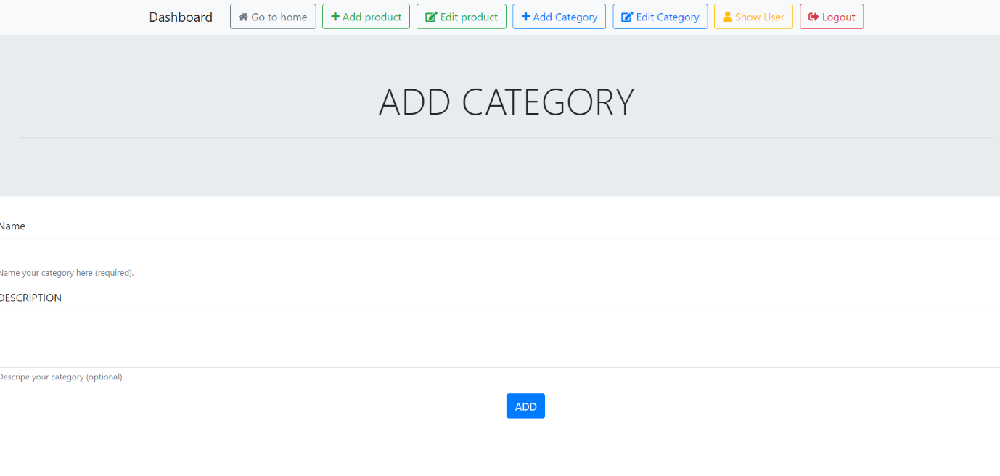 Dashboard Go to home Add product Edit product Add Category Edit Category Show User Logout
ADD CATEGORY
Name
Name your category here (required).
DESCRIPTION
Descripe your category (optional).
ADD